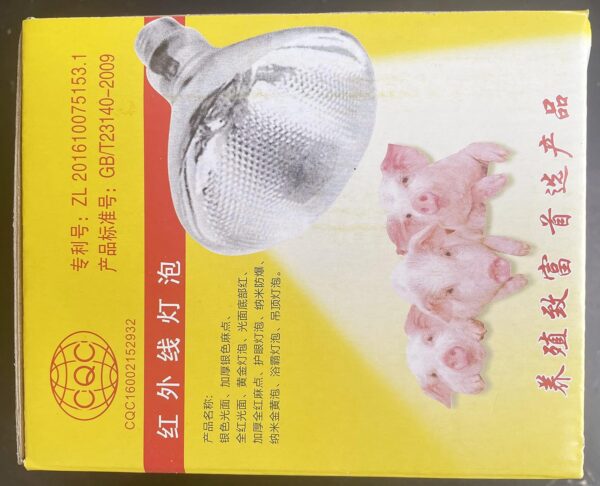 专利号：ZL 201610075153.1
产品标准号：GB/T23140-2009
CQC
CQC16002152932
红外线灯泡
产品名称:
银色光面、加厚银色麻点、
全红光面、黄金灯泡、光面底部红、
加厚全红麻点、护眼灯泡、纳米防爆、
纳米金黄泡、浴霸灯泡、吊顶灯泡。
养殖致富 首选产品